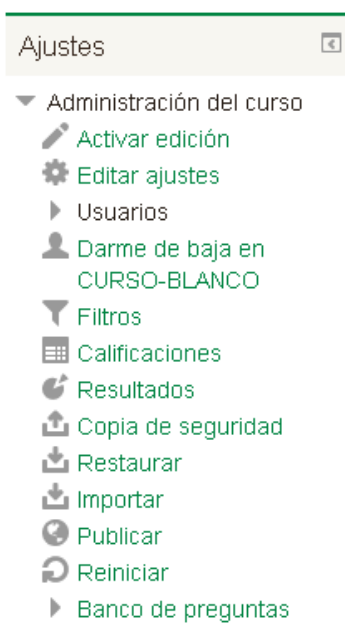 Ajustes
Administración del curso
Activar edición
Editar ajustes
Usuarios
Darme de baja en
CURSO-BLANCO
Filtros
Calificaciones
Resultados
Copia de seguridad
Restaurar
Importar
Publicar
Reiniciar
Banco de preguntas